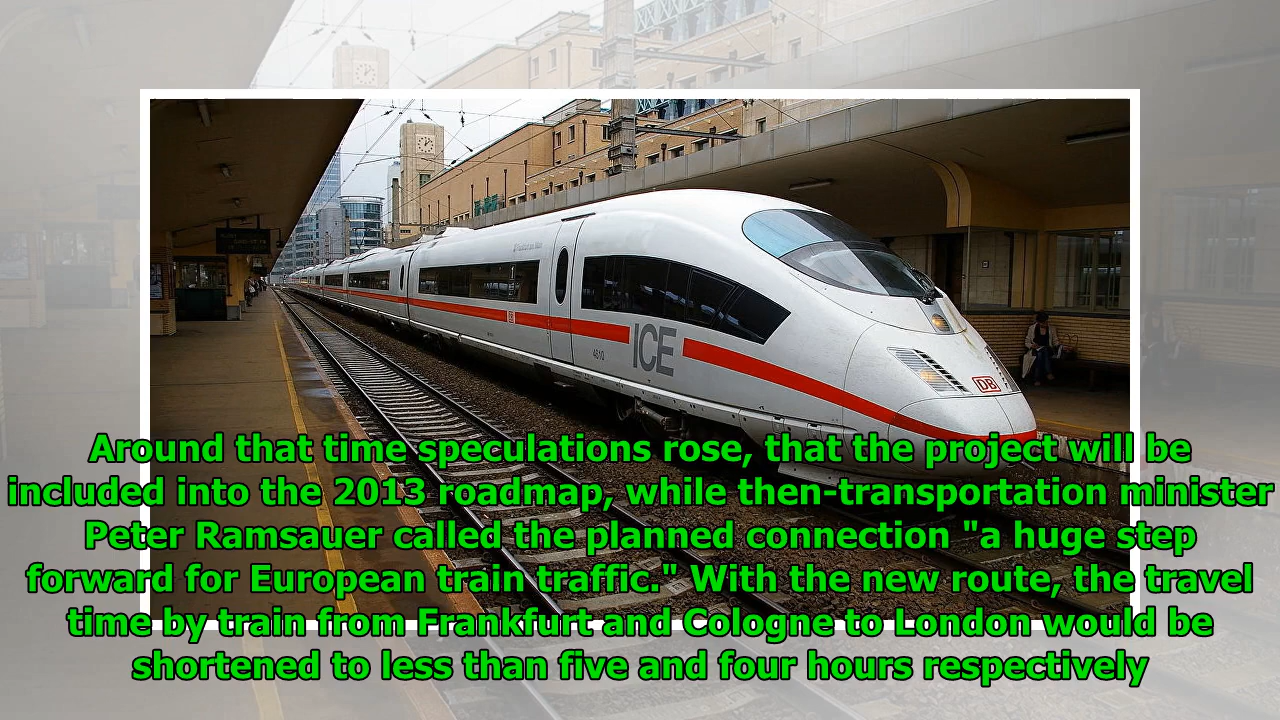 ICE
4610
DB
DB
Around that time speculations rose, that the project will be
included into the 2013 roadmap, while then-transportation minister
Peter Ramsauer called the planned connection "a huge step
forward for European train traffic." With the new route, the travel
time by train from Frankfurt and Cologne to London would be
shortened to less than five and four hours respectively